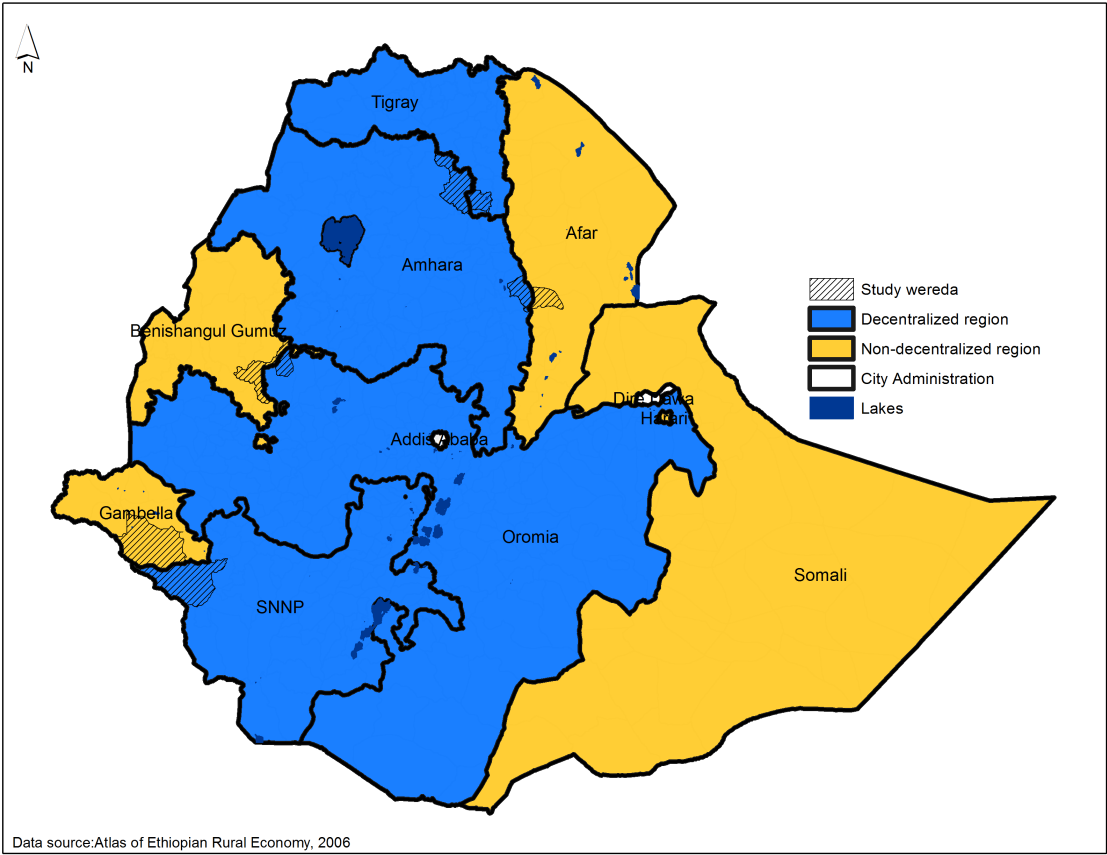 N
Tigray
Afar
Amhara
Study wereda
Decentralized region
Benishangul Gumuz
Non-decentralized region
City Administration
Dire Dawa
Lakes
Harari
Addis Ababa
Gambella
Oromia
Somali
SNNP
Data source:Atlas of Ethiopian Rural Economy, 2006